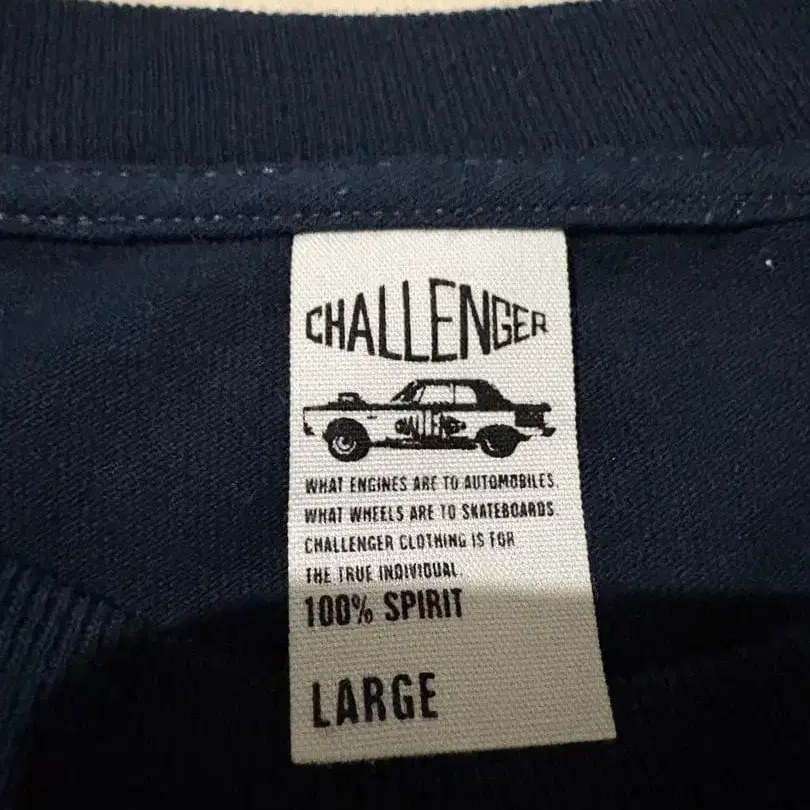 CHALLENGER
WHAT ENGINES ARE TO AUTOMOBILES.
WHAT WHEELS ARE TO SKATEBOARDS
CHALLENGER CLOTHING IS FOR
THE TRUE INDIVIDUAL.
100% SPIRIT
LARGE